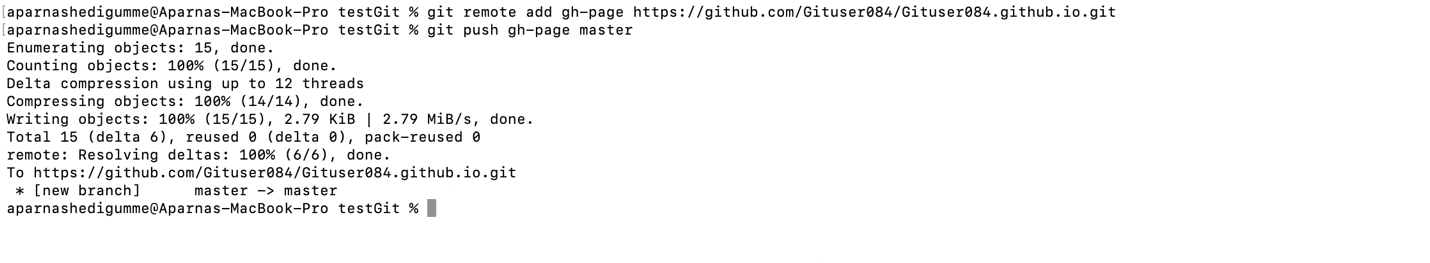 [aparnashedigumme@Aparnas-MacBook-Pro testGit % git remote add gh-page https://github.com/Gituser084/Gituser084.github.io.git
[aparnashedigumme@Aparnas-MacBook-Pro testGit % git push gh-page master
Enumerating objects: 15, done.
Counting objects: 100% (15/15), done.
Delta compression using up to 12 threads
Compressing objects: 100% (14/14), done.
Writing objects: 100% (15/15), 2.79 KiB | 2.79 MiB/s, done.
Total 15 (delta 6), reused 0 (delta 0), pack-reused 0
remote: Resolving deltas: 100% (6/6), done.
To https://github.com/Gituser084/Gituser084.github.io.git
 * [new branch]      master -> master
aparnashedigumme@Aparnas-MacBook-Pro testGit %